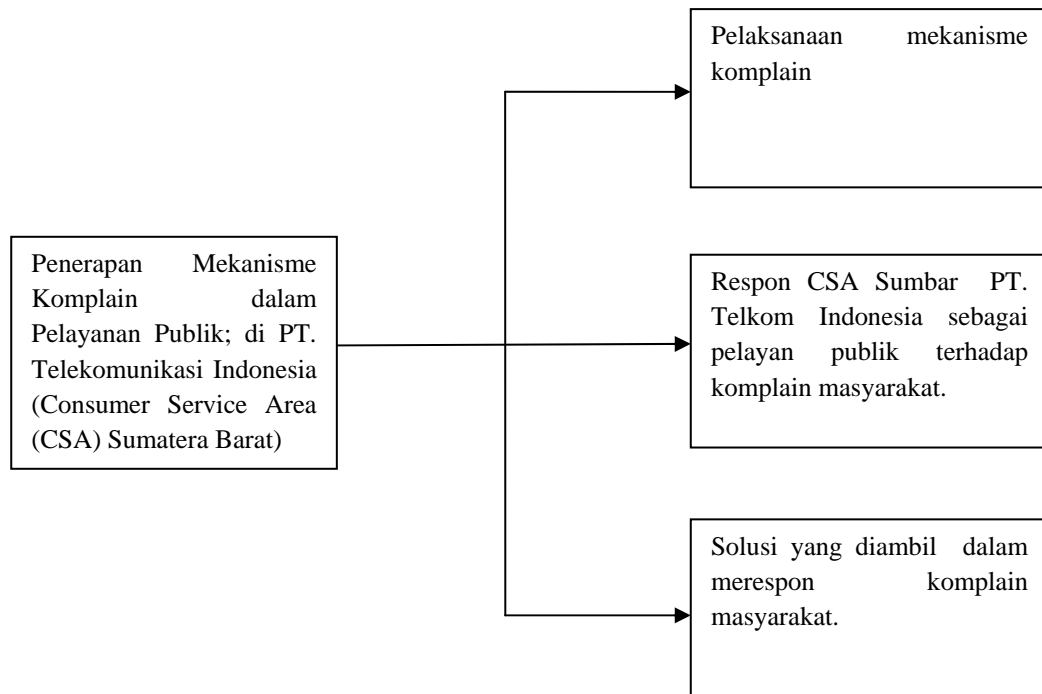 Pelaksanaan mekanisme
komplain
Penerapan Mekanisme
Komplain dalam
Pelayanan Publik; di PT.
Telekomunikasi Indonesia
(Consumer Service Area
(CSA) Sumatera Barat)
Respon CSA Sumbar PT.
Telkom Indonesia sebagai
pelayan publik terhadap
komplain masyarakat.
Solusi yang diambil dalam
merespon komplain
masyarakat.